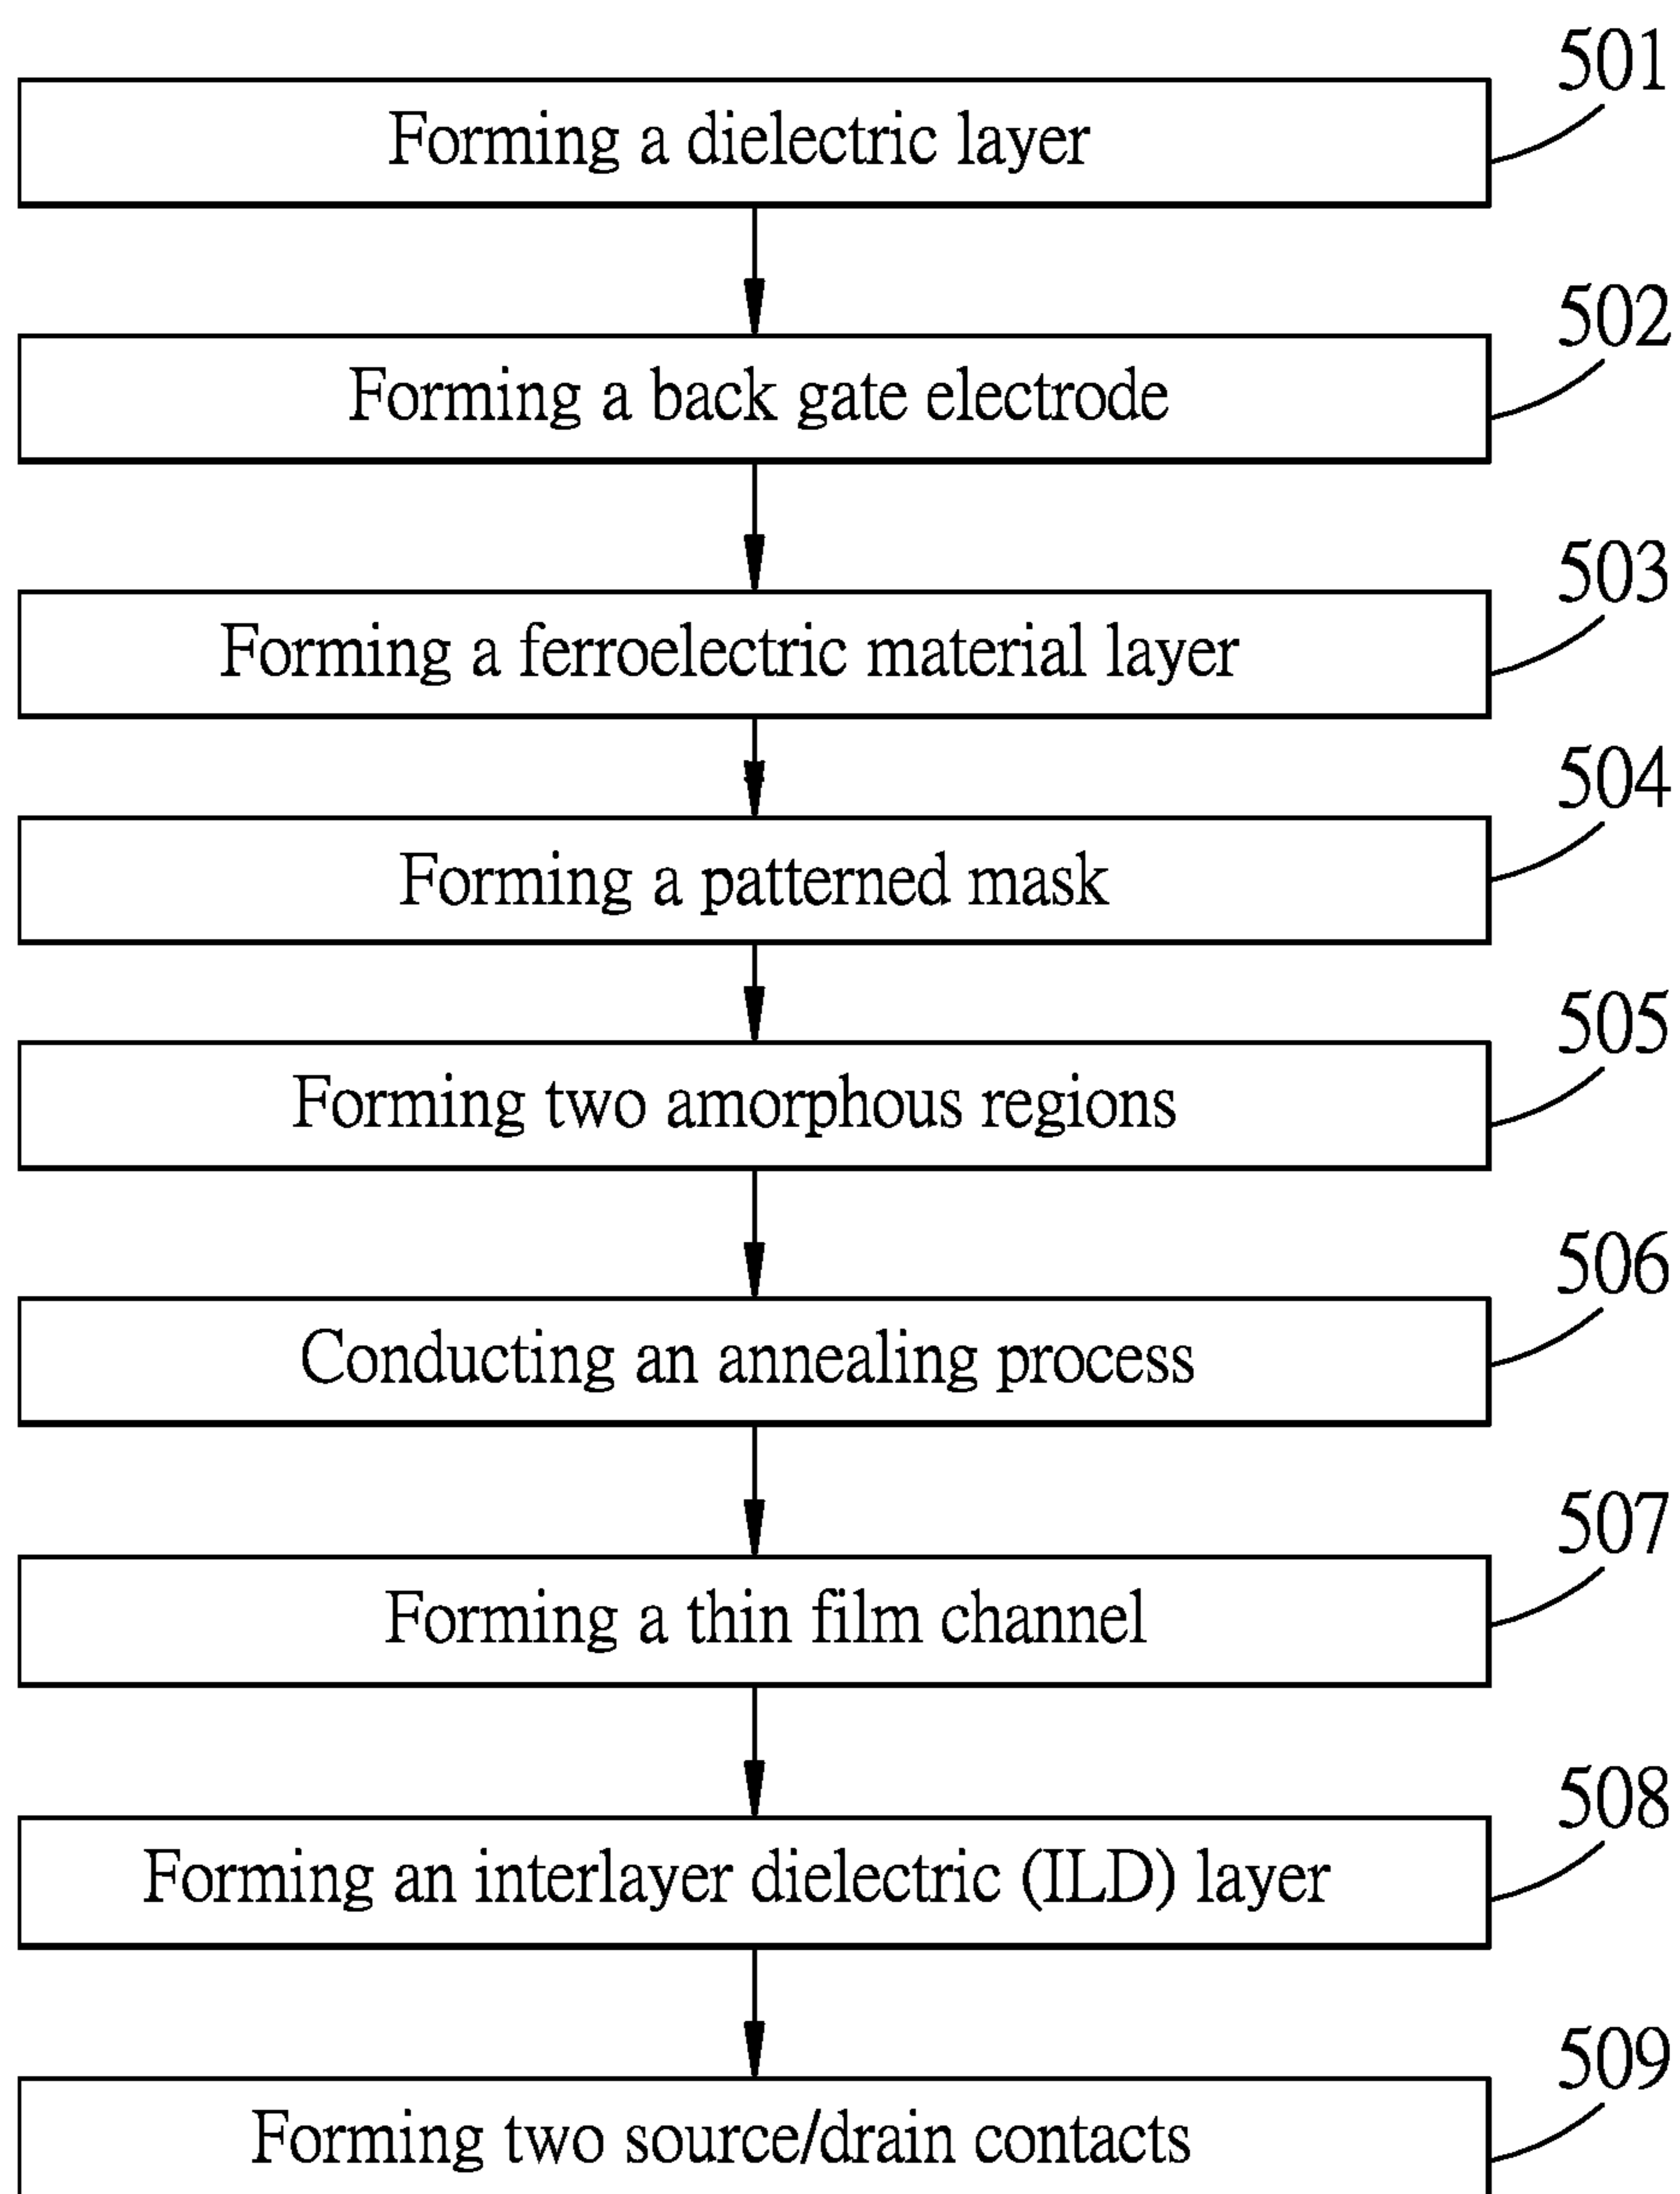 501
Forming a dielectric layer
502
Forming a back gate electrode
503
Forming a ferroelectric material layer
504
Forming a patterned mask
505
Forming two amorphous regions
506
Conducting an annealing process
507
Forming a thin film channel
508
Forming an interlayer dielectric (ILD) layer
509
Forming two source/drain contacts